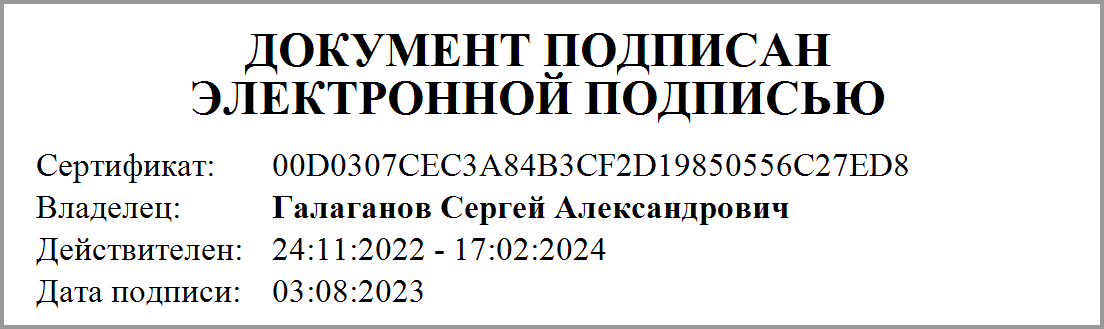 ДОКУМЕНТ ПОДПИСАН
ЭЛЕКТРОННОЙ ПОДПИСЬЮ
Сертификат: 00D0307CEC3A84B3CF2D19850556C27ED8
Владелец: Галаганов Сергей Александрович
Действителен: 24:11:2022 - 17:02:2024
Дата подписи: 03:08:2023